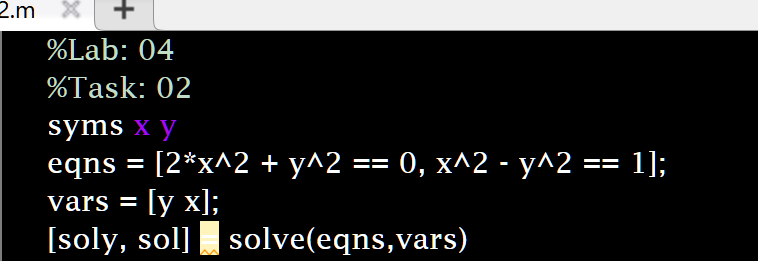 2.m
%Lab: 04
%Task: 02
syms x y
eqns = [2*x^2 + y^2 == 0, x^2 - y^2 == 1];
vars = [y x];
[soly, sol] = solve(eqns,vars)